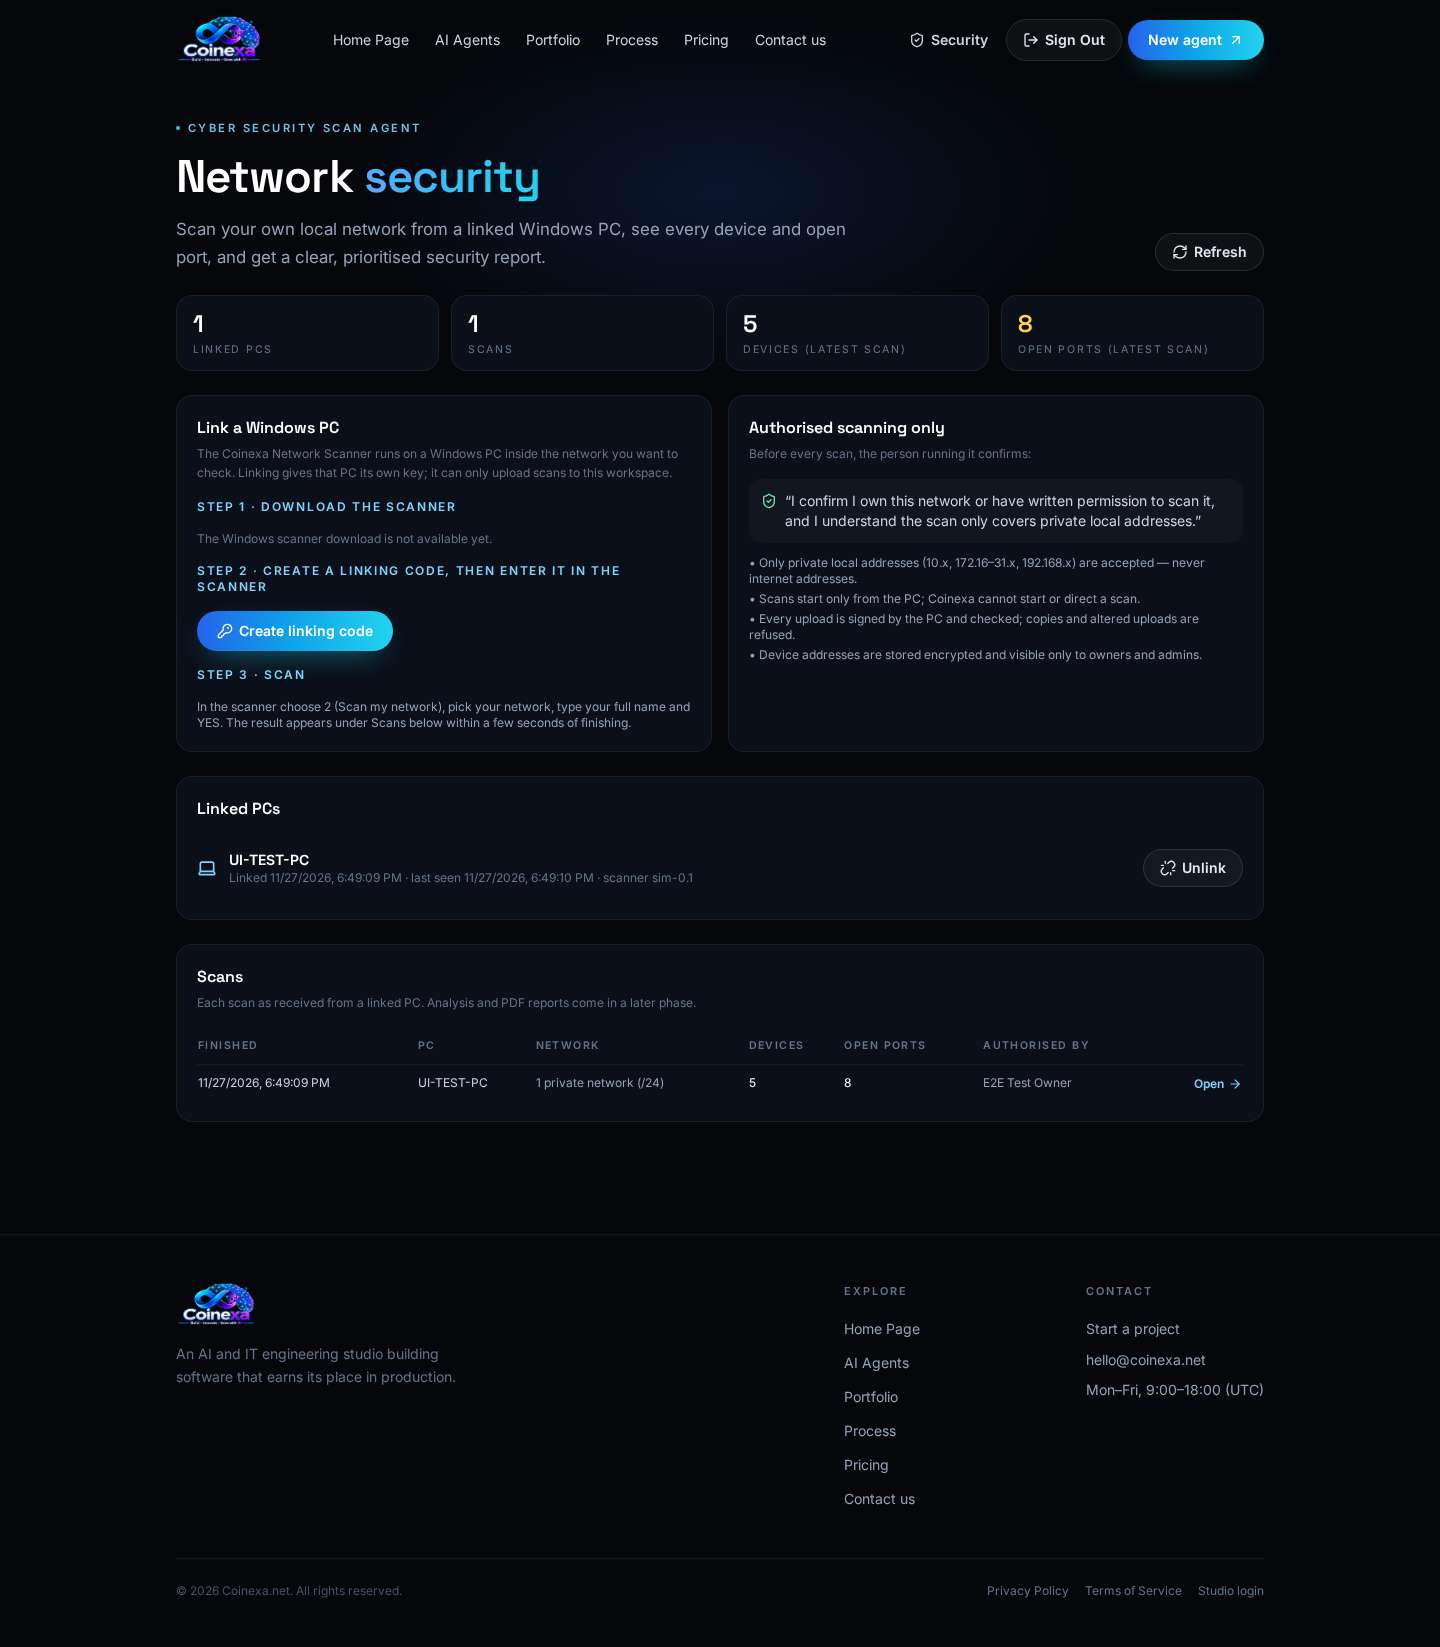 Coinexa
Home Page
AI Agents
Portfolio
Process
Pricing
Contact us
Security
Sign Out
New agent
CYBER SECURITY SCAN AGENT
Network security
Scan your own local network from a linked Windows PC, see every device and open
port, and get a clear, prioritised security report.
Refresh
1
LINKED PCS
1
SCANS
5
DEVICES (LATEST SCAN)
8
OPEN PORTS (LATEST SCAN)
Link a Windows PC
The Coinexa Network Scanner runs on a Windows PC inside the network you want to
check. Linking gives that PC its own key; it can only upload scans to this workspace.
STEP 1 · DOWNLOAD THE SCANNER
The Windows scanner download is not available yet.
STEP 2 · CREATE A LINKING CODE, THEN ENTER IT IN THE
SCANNER
Create linking code
STEP 3 · SCAN
In the scanner choose 2 (Scan my network), pick your network, type your full name and
YES. The result appears under Scans below within a few seconds of finishing.
Authorised scanning only
Before every scan, the person running it confirms:
“I confirm I own this network or have written permission to scan it,
and I understand the scan only covers private local addresses.”
• Only private local addresses (10.x, 172.16–31.x, 192.168.x) are accepted — never
internet addresses.
• Scans start only from the PC; Coinexa cannot start or direct a scan.
• Every upload is signed by the PC and checked; copies and altered uploads are
refused.
• Device addresses are stored encrypted and visible only to owners and admins.
Linked PCs
UI-TEST-PC
Linked 11/27/2026, 6:49:09 PM · last seen 11/27/2026, 6:49:10 PM · scanner sim-0.1
Unlink
Scans
Each scan as received from a linked PC. Analysis and PDF reports come in a later phase.
FINISHED PC NETWORK DEVICES OPEN PORTS AUTHORISED BY
11/27/2026, 6:49:09 PM UI-TEST-PC 1 private network (/24) 5 8 E2E Test Owner Open
Coinexa
An AI and IT engineering studio building
software that earns its place in production.
EXPLORE
Home Page
AI Agents
Portfolio
Process
Pricing
Contact us
CONTACT
Start a project
hello@coinexa.net
Mon–Fri, 9:00–18:00 (UTC)
© 2026 Coinexa.net. All rights reserved.
Privacy Policy
Terms of Service
Studio login